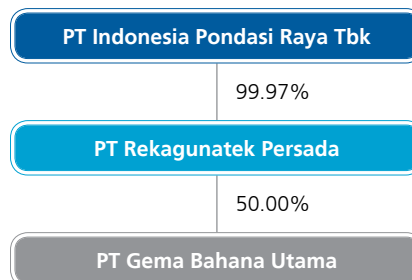 PT Indonesia Pondasi Raya Tbk
99.97%
PT Rekagunatek Persada
50.00%
PT Gema Bahana Utama